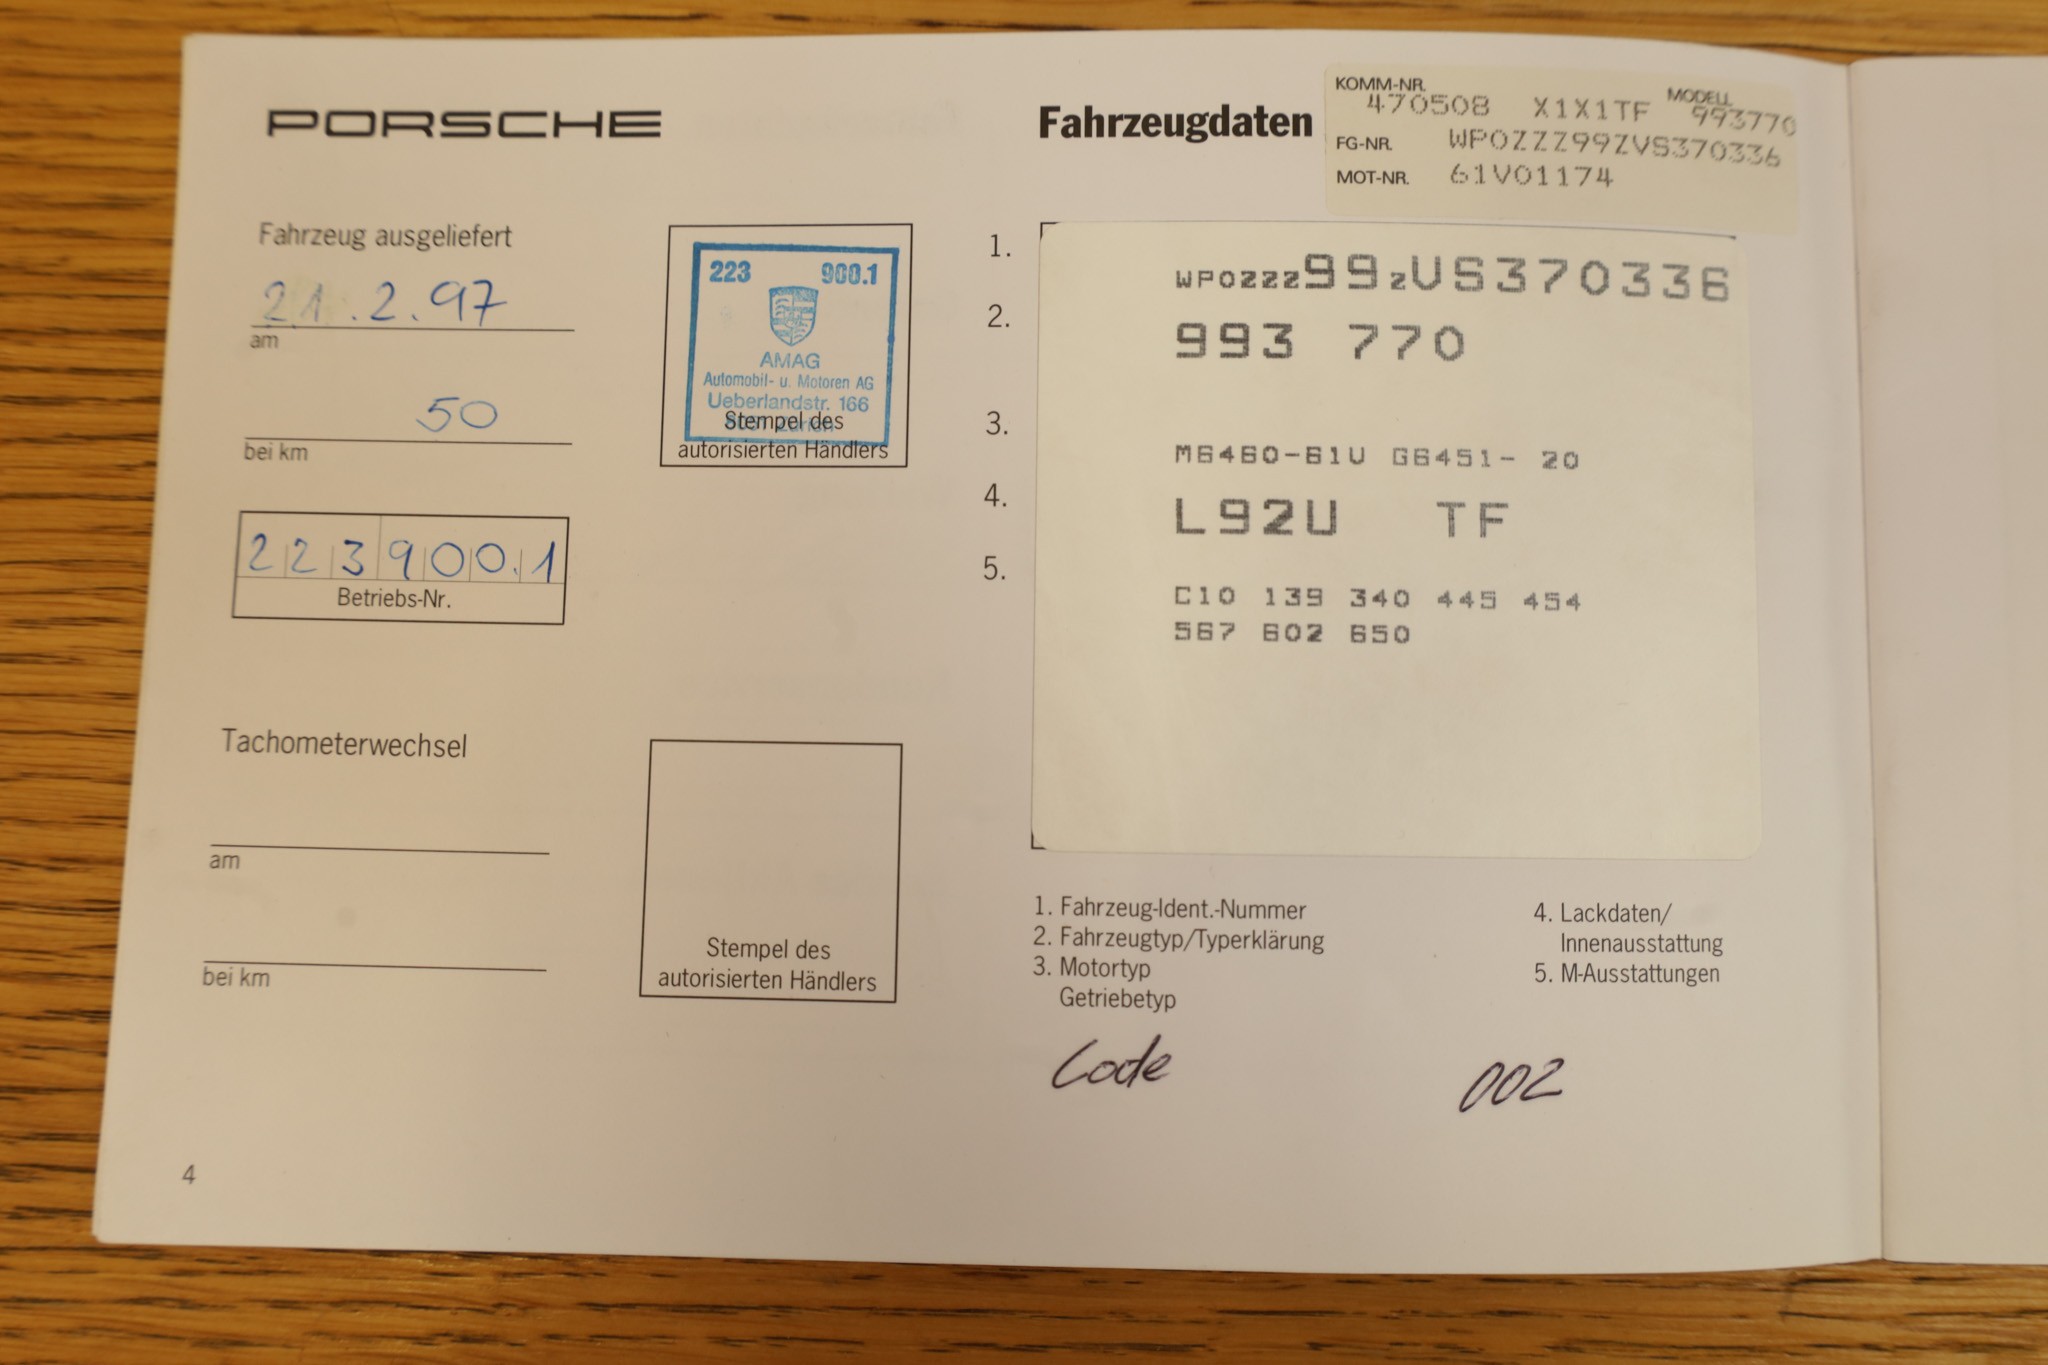 PORSCHE
Fahrzeug ausgeliefert
21.2.97
am
50
bei km
223900.1
Betriebs-Nr.
223 900.1
AMAG
Automobil- u. Motoren AG
Ueberlandstr. 166
Stempel des
autorisierten Händlers
Tachometerwechsel
am
bei km
Stempel des
autorisierten Händlers
4
Fahrzeugdaten
KOMM-NR. MODELL
470508 X1X1TF 993770
FG-NR. WP0ZZZ99ZVS370336
MOT-NR. 61V01174
1. WP0ZZZ99ZVS370336
2. 993 770
3. M6460-61U G6451- 20
4. L92U TF
5. C10 139 340 445 454
567 602 650
1. Fahrzeug-Ident.-Nummer
2. Fahrzeugtyp/Typerklärung
3. Motortyp
Getriebetyp
4. Lackdaten/
Innenausstattung
5. M-Ausstattungen
Code 002